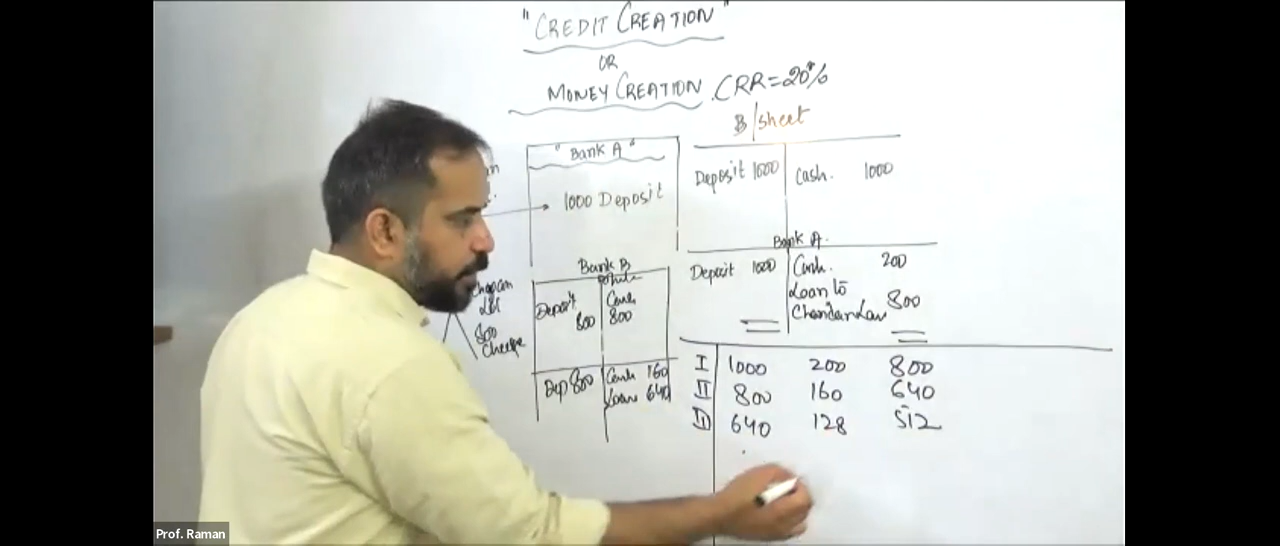 "CREDIT CREATION"
OR
MONEY CREATION. CRR=20%
B/sheet
"Bank A"
1000 Deposit
Deposit 1000 Cash. 1000
Bank A.
Deposit 1000 Cash. 200
Loan to
800
Bank B
Deposit 800 Cash 800
Dep 800 Cash 160
Loan 640
800
Cheque
I 1000 200 800
II 800 160 640
III 640 128 512
Prof. Raman